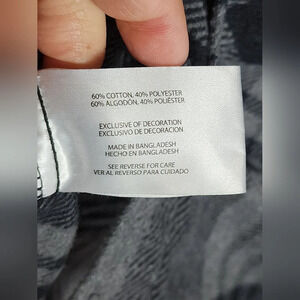 60% COTTON, 40% POLYESTER
60% ALGODÓN, 40% POLIÉSTER
EXCLUSIVE OF DECORATION
EXCLUSIVO DE DECORACION
MADE IN BANGLADESH
HECHO EN BANGLADESH
SEE REVERSE FOR CARE
VER AL REVERSO PARA CUIDADO